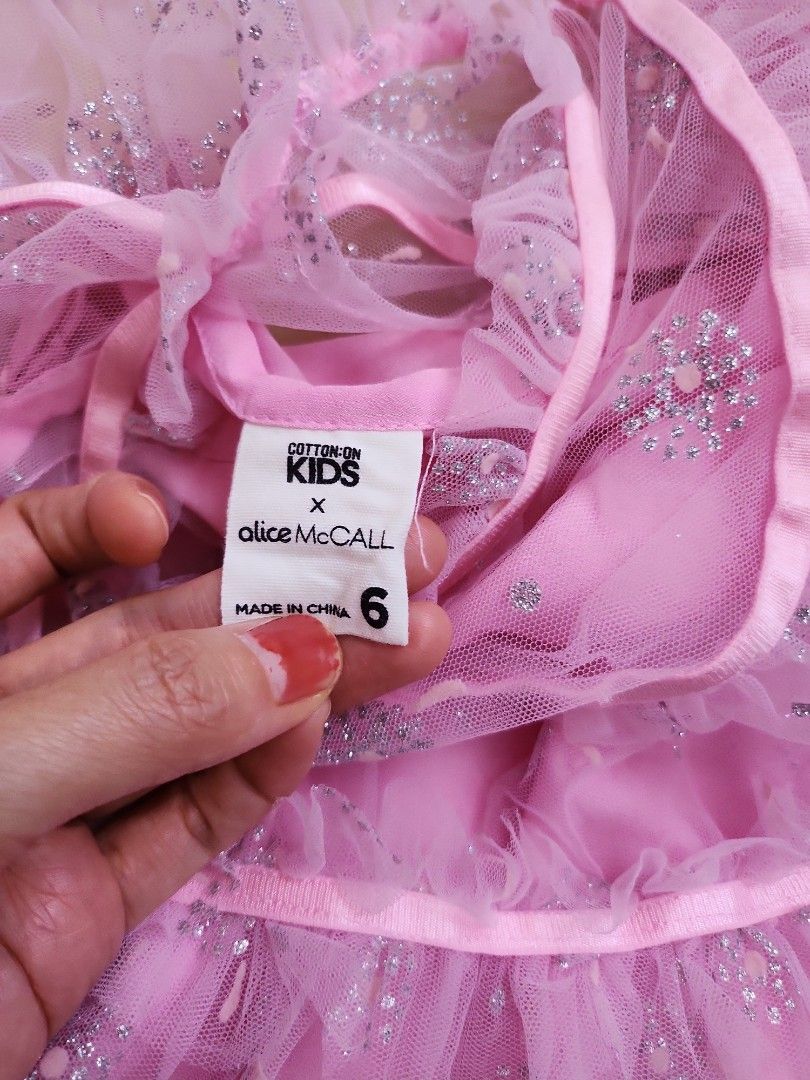 COTTON:ON
KIDS
x
alice McCALL
MADE IN CHINA 6